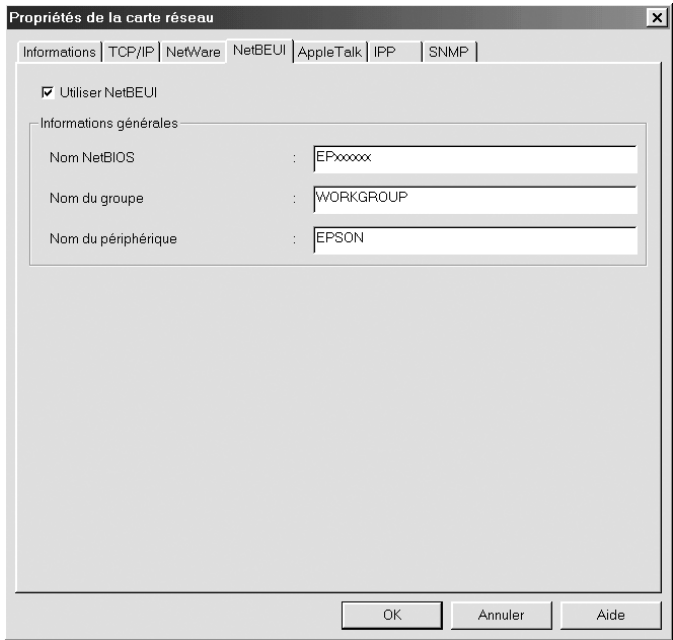 Propriétés de la carte réseau
Informations TCP/IP NetWare NetBEUI AppleTalk IPP SNMP
Utiliser NetBEUI
Informations générales
Nom NetBIOS : EPxxxxxx
Nom du groupe : WORKGROUP
Nom du périphérique : EPSON
OK Annuler Aide